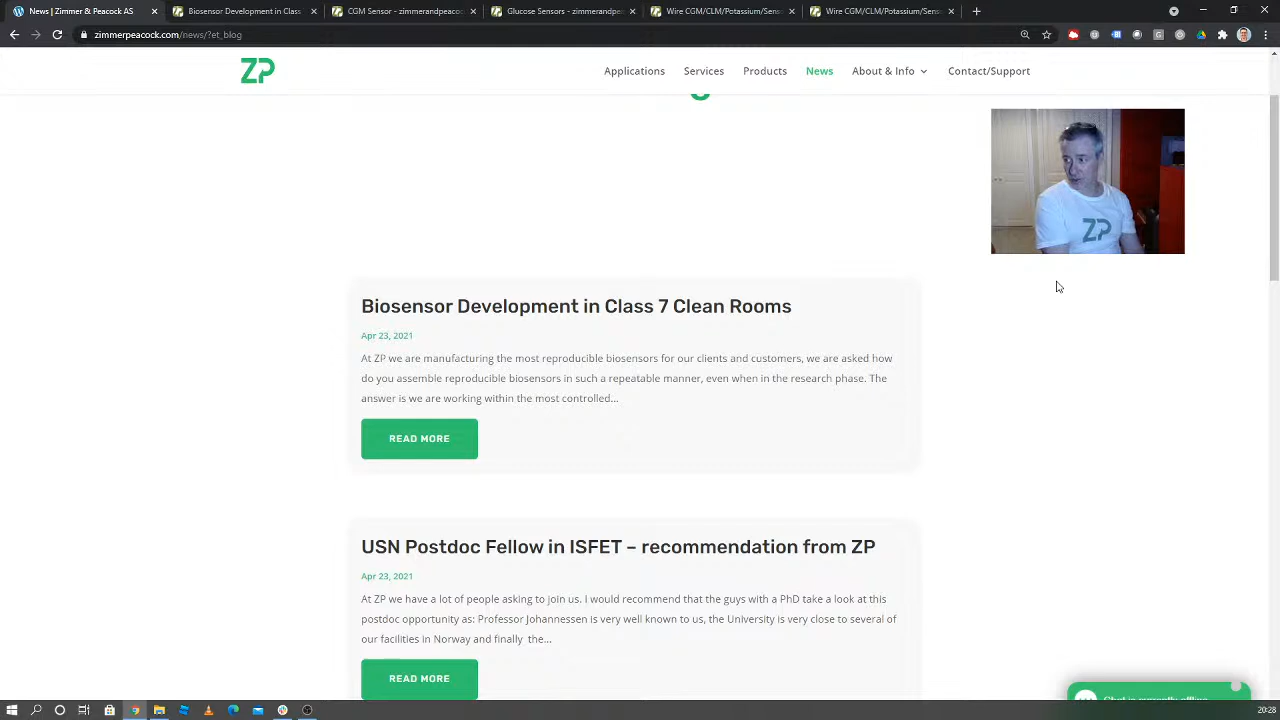 News | Zimmer & Peacock AS
Biosensor Development in Class
CGM Sensor - zimmerandpeacoc
Glucose Sensors - zimmerandpe
Wire CGM/CLM/Potassium/Sens
Wire CGM/CLM/Potassium/Sens
zimmerpeacock.com/news/?et_blog
ZP
Applications
Services
Products
News
About & Info
Contact/Support
ZP
Biosensor Development in Class 7 Clean Rooms
Apr 23, 2021
At ZP we are manufacturing the most reproducible biosensors for our clients and customers, we are asked how
do you assemble reproducible biosensors in such a repeatable manner, even when in the research phase. The
answer is we are working within the most controlled...
READ MORE
USN Postdoc Fellow in ISFET – recommendation from ZP
Apr 23, 2021
At ZP we have a lot of people asking to join us. I would recommend that the guys with a PhD take a look at this
postdoc opportunity as: Professor Johannessen is very well known to us, the University is very close to several of
our facilities in Norway and finally the...
READ MORE
Chat is currently offline
20:28